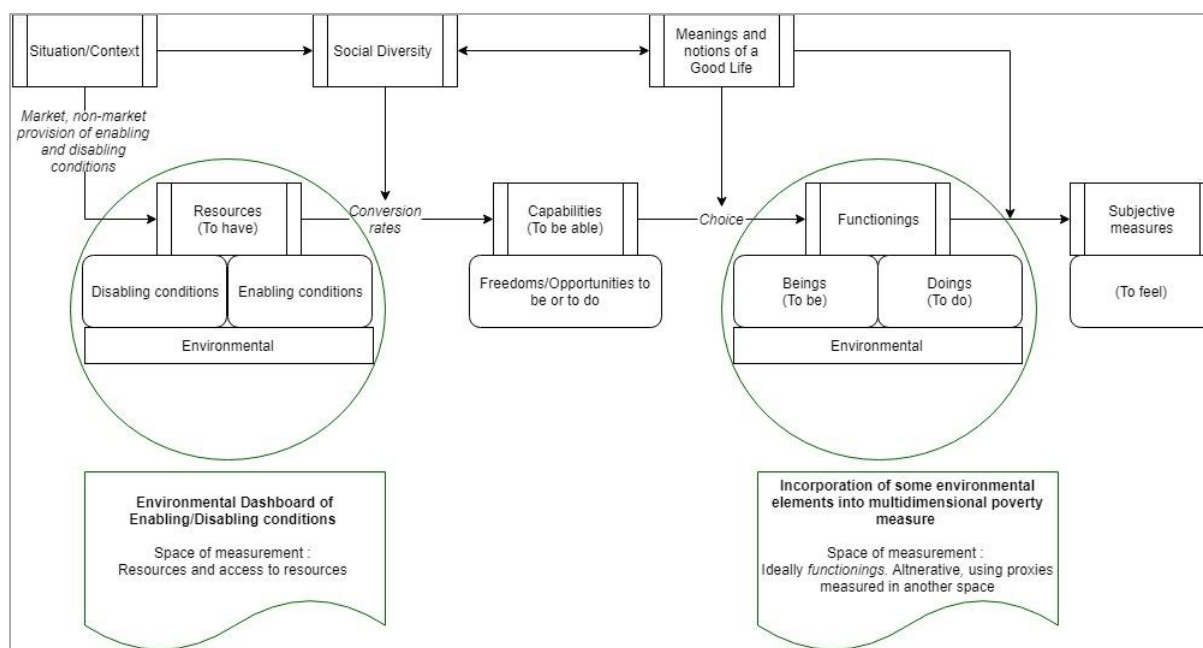 Situation/Context
Social Diversity
Meanings and
notions of a
Good Life
Market, non-market
provision of enabling
and disabling
conditions
Resources
(To have)
Conversion
rates
Capabilities
(To be able)
Choice
Functionings
Subjective
measures
Disabling conditions
Enabling conditions
Freedoms/Opportunities to
be or to do
Beings
(To be)
Doings
(To do)
(To feel)
Environmental
Environmental
Environmental Dashboard of
Enabling/Disabling conditions
Space of measurement :
Resources and access to resources
Incorporation of some environmental
elements into multidimensional poverty
measure
Space of measurement :
Ideally functionings. Altnerative, using proxies
measured in another space